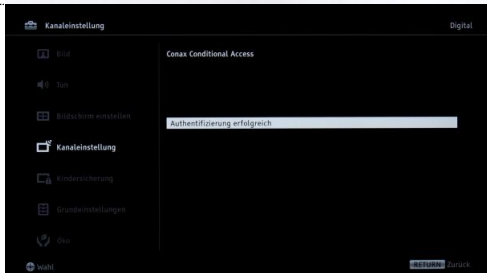 Kanaleinstellung
Digital
Bild
Conax Conditional Access
Ton
Bildschirm einstellen
Authentifizierung erfolgreich
Kanaleinstellung
Kindersicherung
Grundeinstellungen
Öko
Wahl
RETURN Zurück